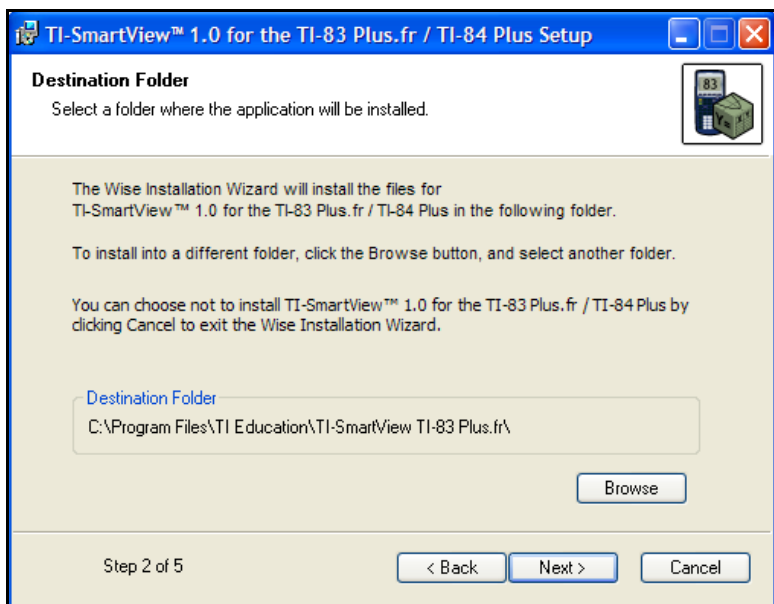 TI-SmartView™ 1.0 for the TI-83 Plus.fr / TI-84 Plus Setup
Destination Folder
Select a folder where the application will be installed.
83
Y=
The Wise Installation Wizard will install the files for
TI-SmartView™ 1.0 for the TI-83 Plus.fr / TI-84 Plus in the following folder.
To install into a different folder, click the Browse button, and select another folder.
You can choose not to install TI-SmartView™ 1.0 for the TI-83 Plus.fr / TI-84 Plus by
clicking Cancel to exit the Wise Installation Wizard.
Destination Folder
C:\Program Files\TI Education\TI-SmartView TI-83 Plus.fr\
Browse
Step 2 of 5
< Back
Next >
Cancel